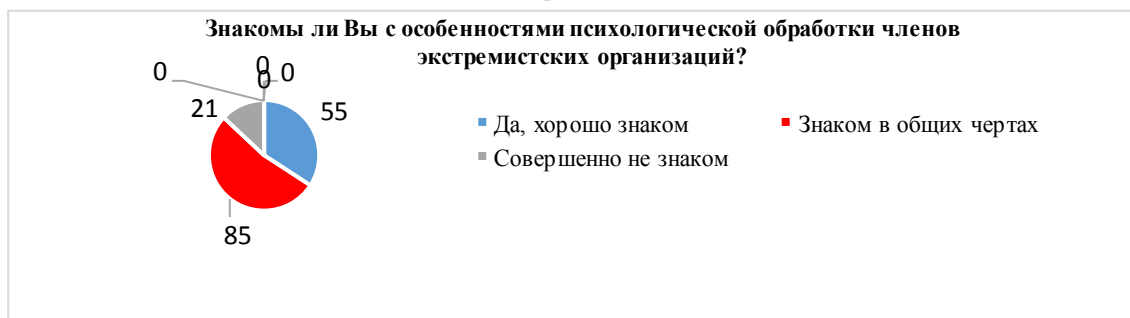 Знакомы ли Вы с особенностями психологической обработки членов
экстремистских организаций?
0
0
0
0
21
55
85
Да, хорошо знаком
Знаком в общих чертах
Совершенно не знаком